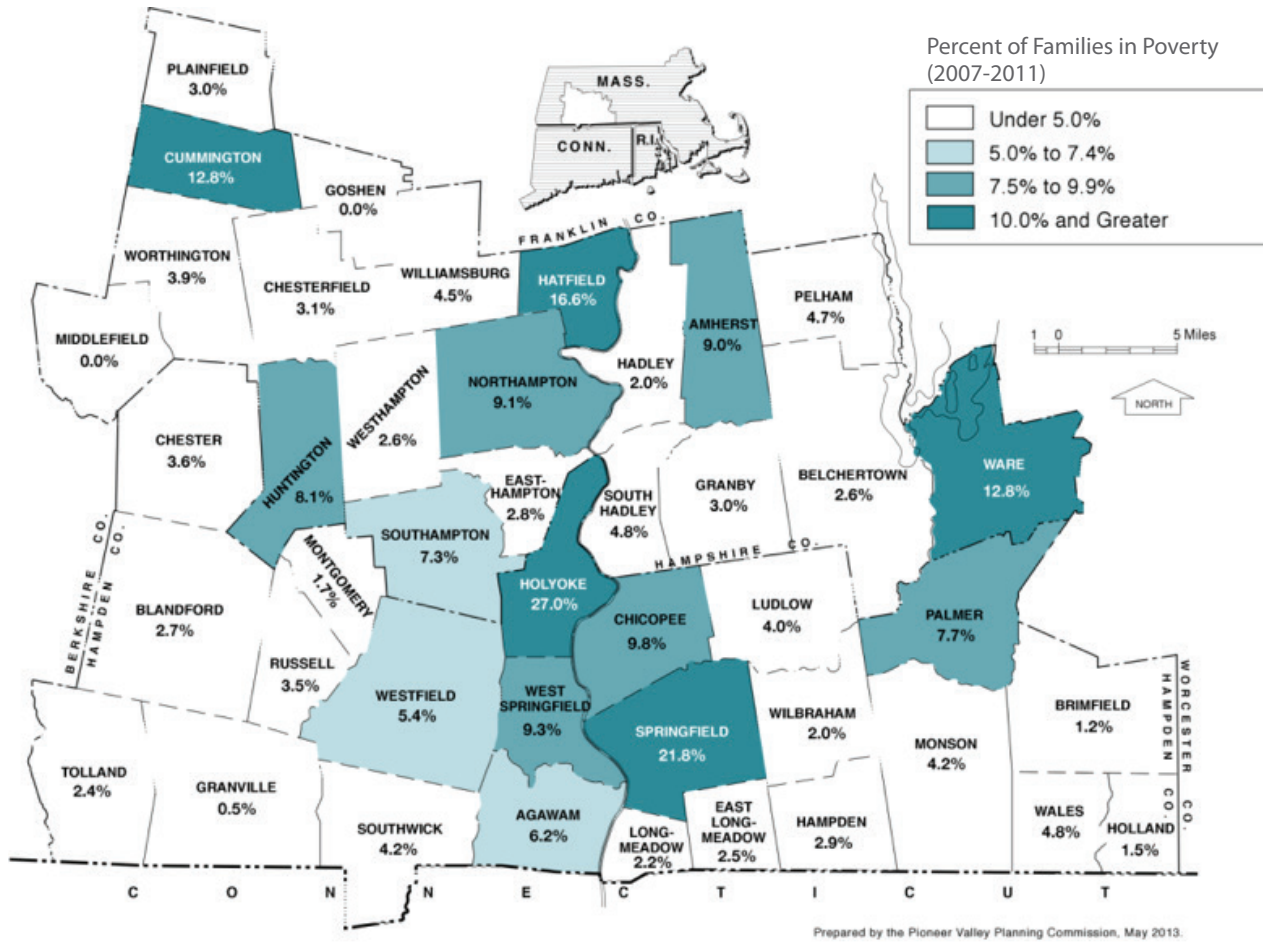 Percent of Families in Poverty
(2007-2011)
Under 5.0%
5.0% to 7.4%
7.5% to 9.9%
10.0% and Greater
MASS.
CONN.
R.I.
PLAINFIELD
3.0%
CUMMINGTON
12.8%
GOSHEN
0.0%
FRANKLIN CO.
WORTHINGTON
3.9%
CHESTERFIELD
3.1%
WILLIAMSBURG
4.5%
HATFIELD
16.6%
AMHERST
9.0%
PELHAM
4.7%
1 0 5 Miles
NORTH
MIDDLEFIELD
0.0%
HADLEY
2.0%
NORTHAMPTON
9.1%
WESTHAMPTON
2.6%
CHESTER
3.6%
HUNTINGTON
8.1%
EAST-
HAMPTON
2.8%
SOUTH
HADLEY
4.8%
GRANBY
3.0%
BELCHERTOWN
2.6%
WARE
12.8%
SOUTHAMPTON
7.3%
HAMPSHIRE CO.
MONTGOMERY
1.7%
HOLYOKE
27.0%
CHICOPEE
9.8%
LUDLOW
4.0%
PALMER
7.7%
BERKSHIRE CO.
HAMPDEN CO.
BLANDFORD
2.7%
RUSSELL
3.5%
WESTFIELD
5.4%
WEST
SPRINGFIELD
9.3%
SPRINGFIELD
21.8%
WILBRAHAM
2.0%
MONSON
4.2%
BRIMFIELD
1.2%
HAMPDEN CO.
WORCESTER CO.
TOLLAND
2.4%
GRANVILLE
0.5%
SOUTHWICK
4.2%
AGAWAM
6.2%
LONG-
MEADOW
2.2%
EAST
LONG-
MEADOW
2.5%
HAMPDEN
2.9%
WALES
4.8%
HOLLAND
1.5%
CONNECTICUT
Prepared by the Pioneer Valley Planning Commission, May 2013.